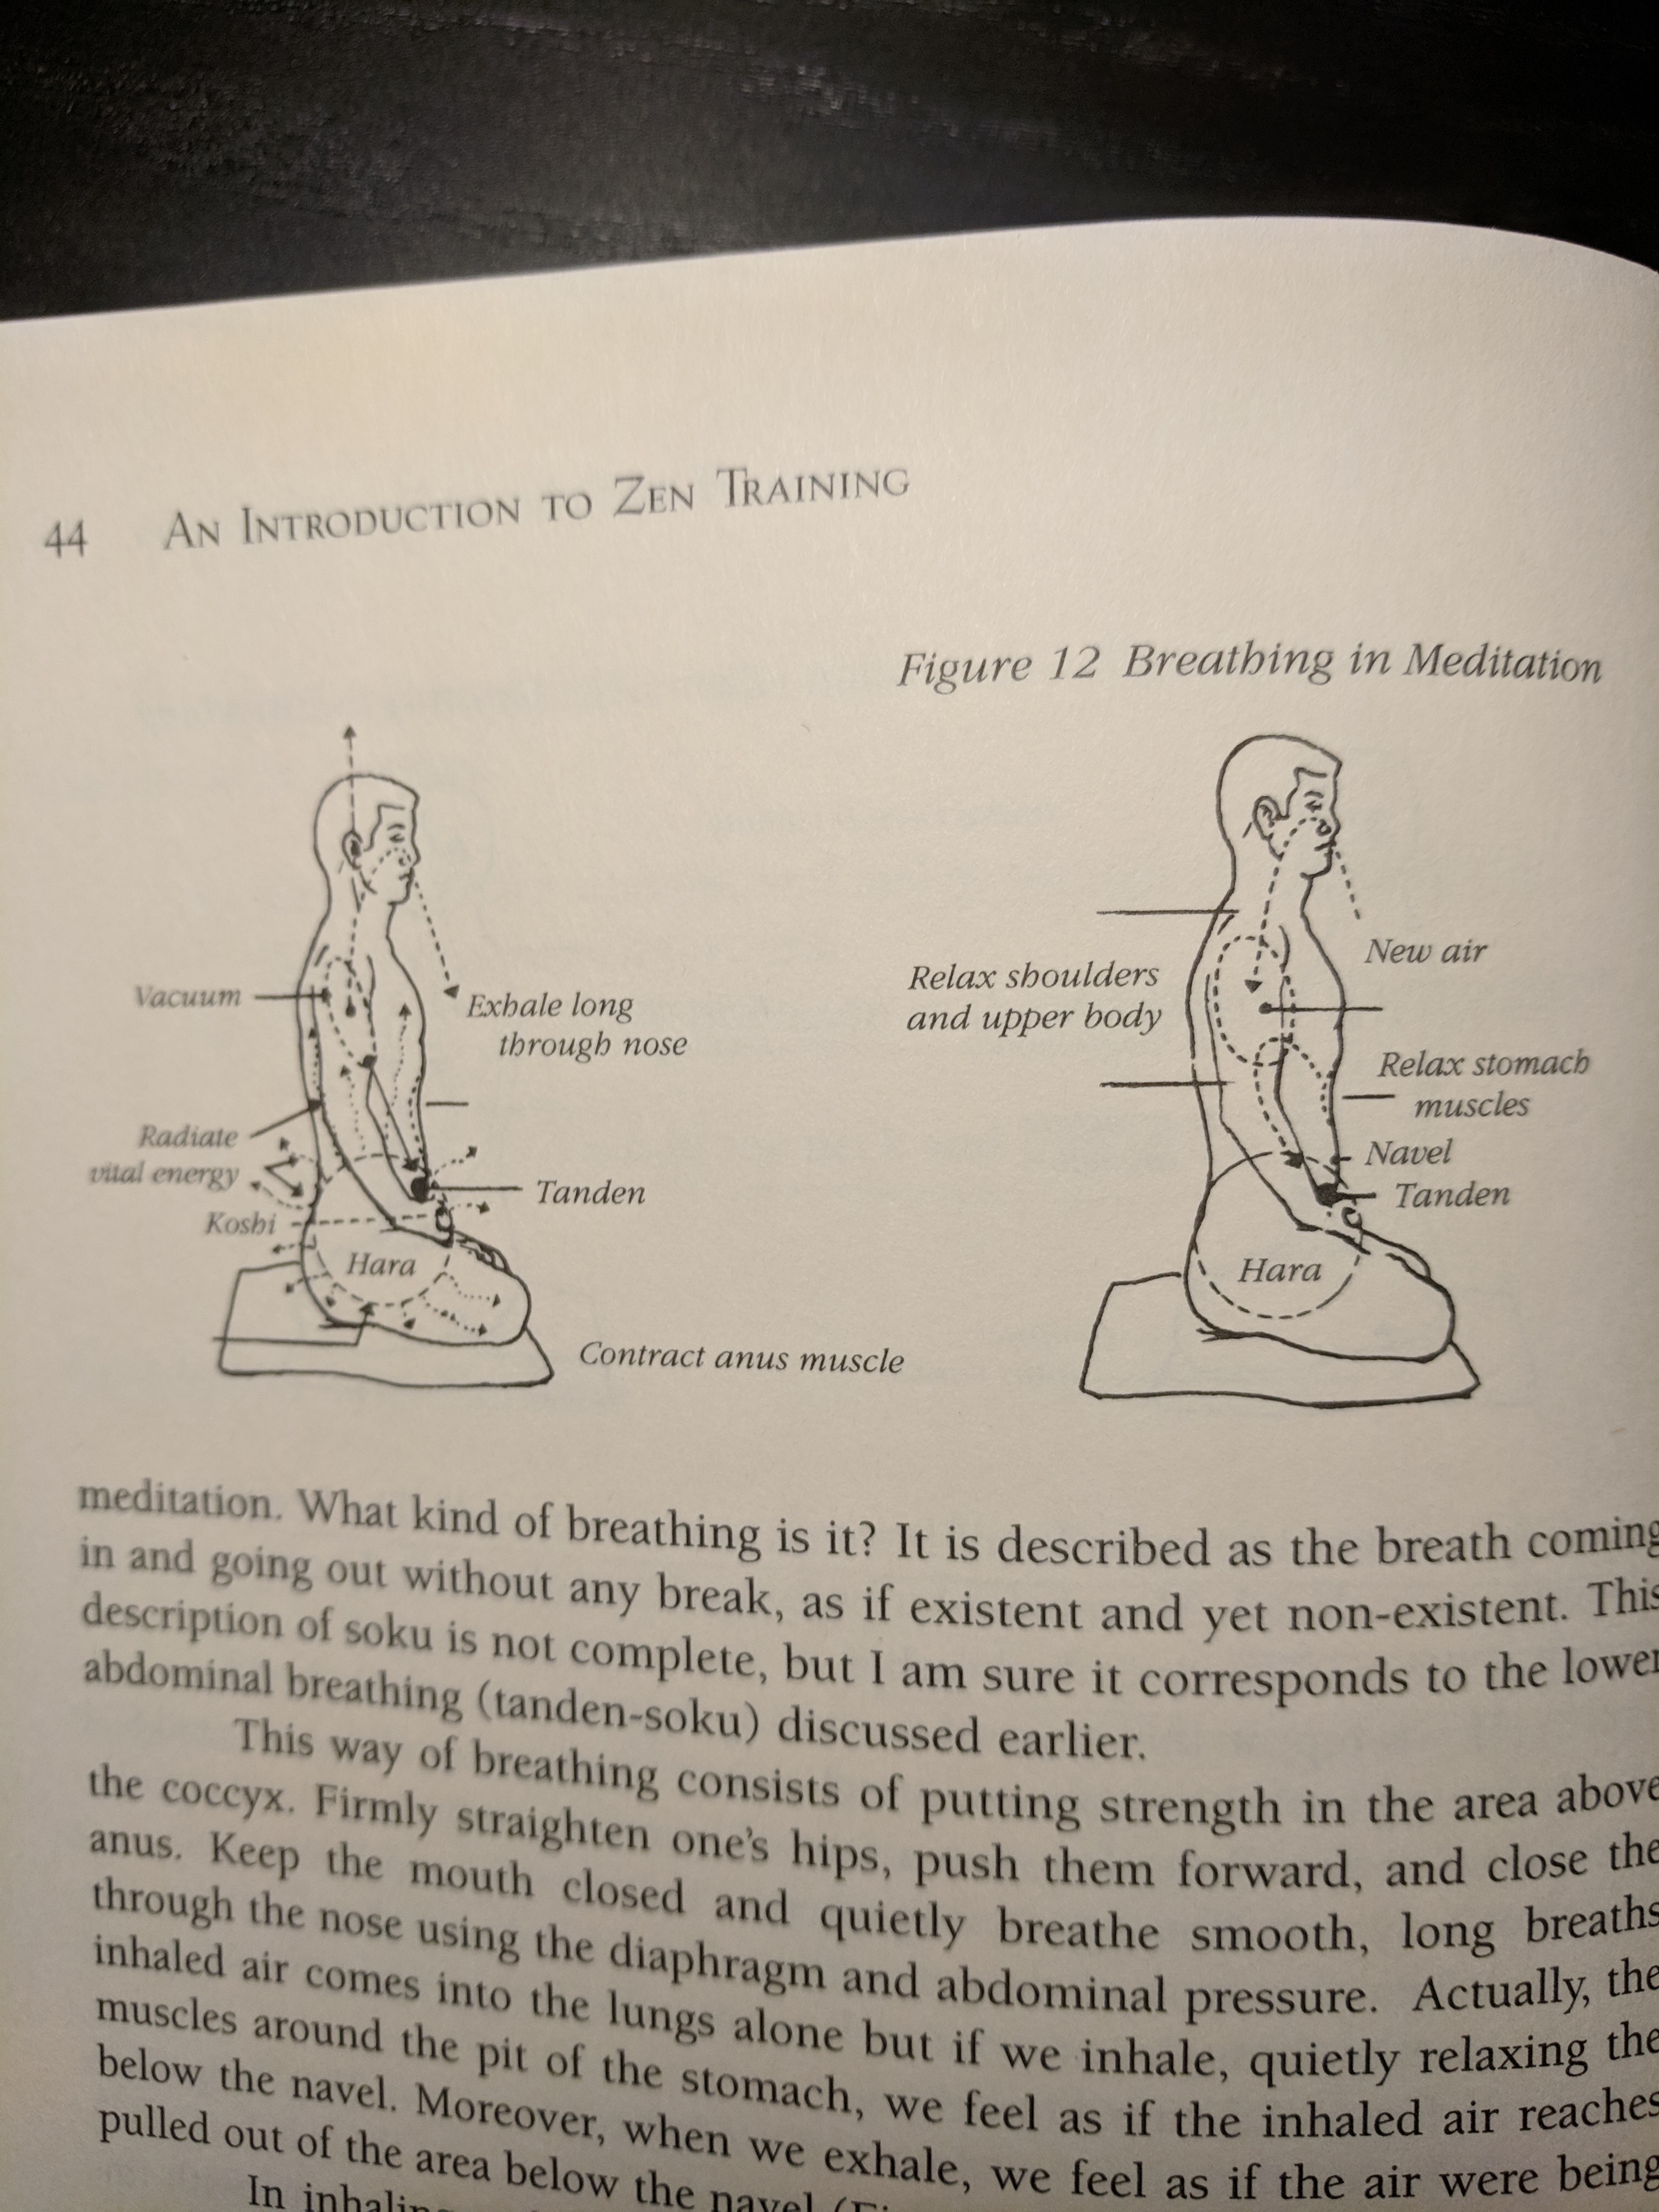 44 AN INTRODUCTION TO ZEN TRAINING
Figure 12 Breathing in Meditation
Vacuum
Exhale long
through nose
Radiate
vital energy
Koshi
Tanden
Hara
Contract anus muscle
Relax shoulders
and upper body
New air
Relax stomach
muscles
Navel
Tanden
Hara
meditation. What kind of breathing is it? It is described as the breath coming
in and going out without any break, as if existent and yet non-existent. This
description of soku is not complete, but I am sure it corresponds to the lower
abdominal breathing (tanden-soku) discussed earlier.
This way of breathing consists of putting strength in the area above
the coccyx. Firmly straighten one's hips, push them forward, and close the
anus. Keep the mouth closed and quietly breathe smooth, long breaths
through the nose using the diaphragm and abdominal pressure. Actually, the
inhaled air comes into the lungs alone but if we inhale, quietly relaxing the
muscles around the pit of the stomach, we feel as if the inhaled air reaches
below the navel. Moreover, when we exhale, we feel as if the air were being
pulled out of the area below the navel
In